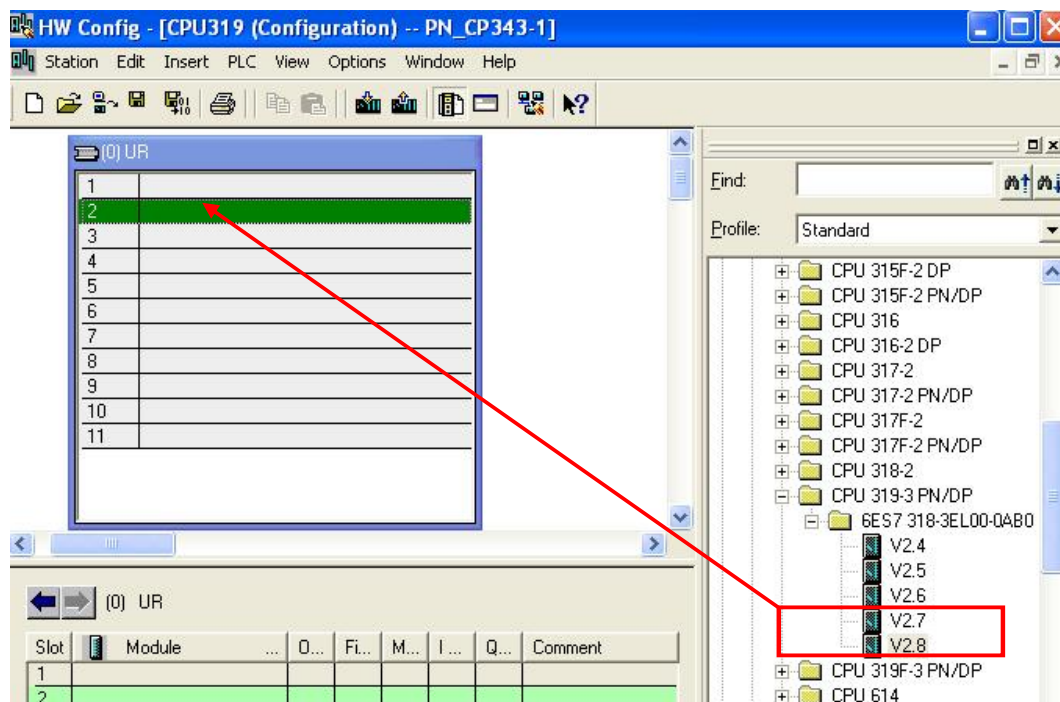 HW Config - [CPU319 (Configuration) -- PN_CP343-1]
Station Edit Insert PLC View Options Window Help
(0) UR
1
2
3
4
5
6
7
8
9
10
11
Find:
Profile: Standard
CPU 315F-2 DP
CPU 315F-2 PN/DP
CPU 316
CPU 316-2 DP
CPU 317-2
CPU 317-2 PN/DP
CPU 317F-2
CPU 317F-2 PN/DP
CPU 318-2
CPU 319-3 PN/DP
6ES7 318-3EL00-0AB0
V2.4
V2.5
V2.6
V2.7
V2.8
CPU 319F-3 PN/DP
CPU 614
(0) UR
Slot Module ... O... Fi... M... I ... Q... Comment
1
2